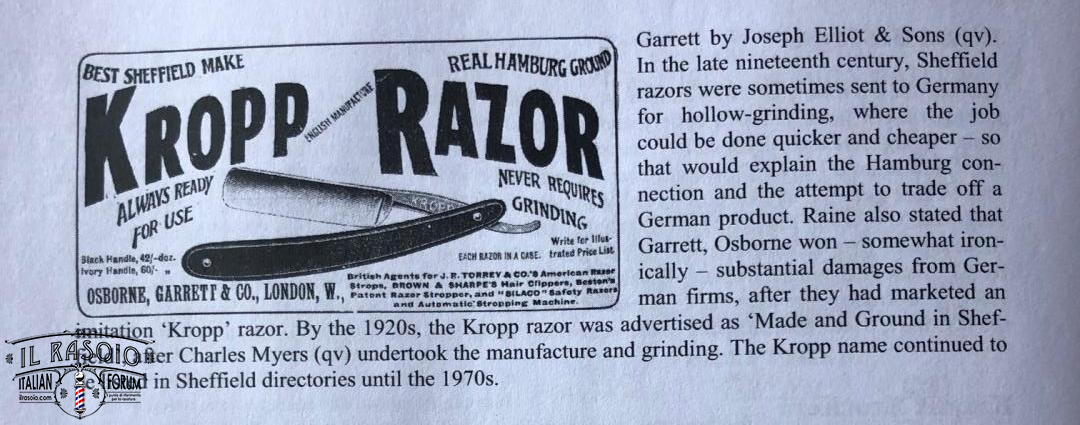 BEST SHEFFIELD MAKE
REAL HAMBURG GROUND
KROPP
ENGLISH MANUFACTURE
RAZOR
ALWAYS READY
FOR USE
NEVER REQUIRES
GRINDING
KROPP
Black Handle, 42/-doz.
Ivory Handle, 60/- "
EACH RAZOR IN A CASE.
Write for Illus-
trated Price List.
OSBORNE, GARRETT & CO., LONDON, W.,
British Agents for J. R. TORREY & CO.'S American Razor
Strops, BROWN & SHARPE'S Hair Clippers, Beston's
Patent Razor Stropper, and "BILACO" Safety Razors
and Automatic Stropping Machine.
Garrett by Joseph Elliot & Sons (qv).
In the late nineteenth century, Sheffield
razors were sometimes sent to Germany
for hollow-grinding, where the job
could be done quicker and cheaper – so
that would explain the Hamburg con-
nection and the attempt to trade off a
German product. Raine also stated that
Garrett, Osborne won – somewhat iron-
ically – substantial damages from Ger-
man firms, after they had marketed an
imitation 'Kropp' razor. By the 1920s, the Kropp razor was advertised as 'Made and Ground in Shef-
after Charles Myers (qv) undertook the manufacture and grinding. The Kropp name continued to
in Sheffield directories until the 1970s.
IL RASOIO
ITALIAN FORUM
ilrasoio.com